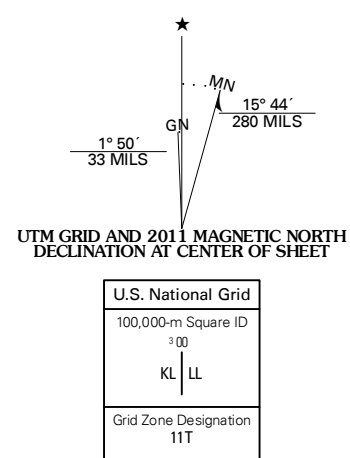 ★
MN
15° 44´
280 MILS
GN
1° 50´
33 MILS
UTM GRID AND 2011 MAGNETIC NORTH
DECLINATION AT CENTER OF SHEET
U.S. National Grid
100,000-m Square ID
³00
KL LL
Grid Zone Designation
11T